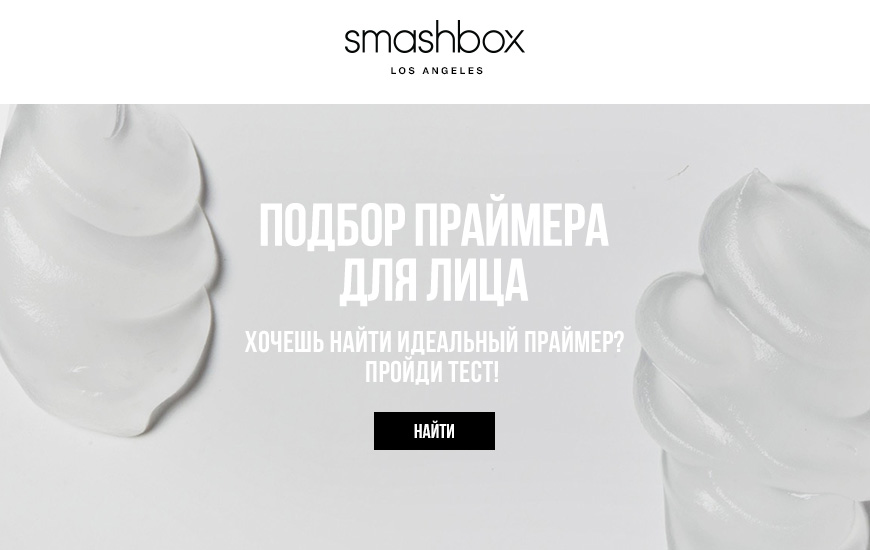 smashbox
LOS ANGELES
ПОДБОР ПРАЙМЕРА
ДЛЯ ЛИЦА
ХОЧЕШЬ НАЙТИ ИДЕАЛЬНЫЙ ПРАЙМЕР?
ПРОЙДИ ТЕСТ!
НАЙТИ